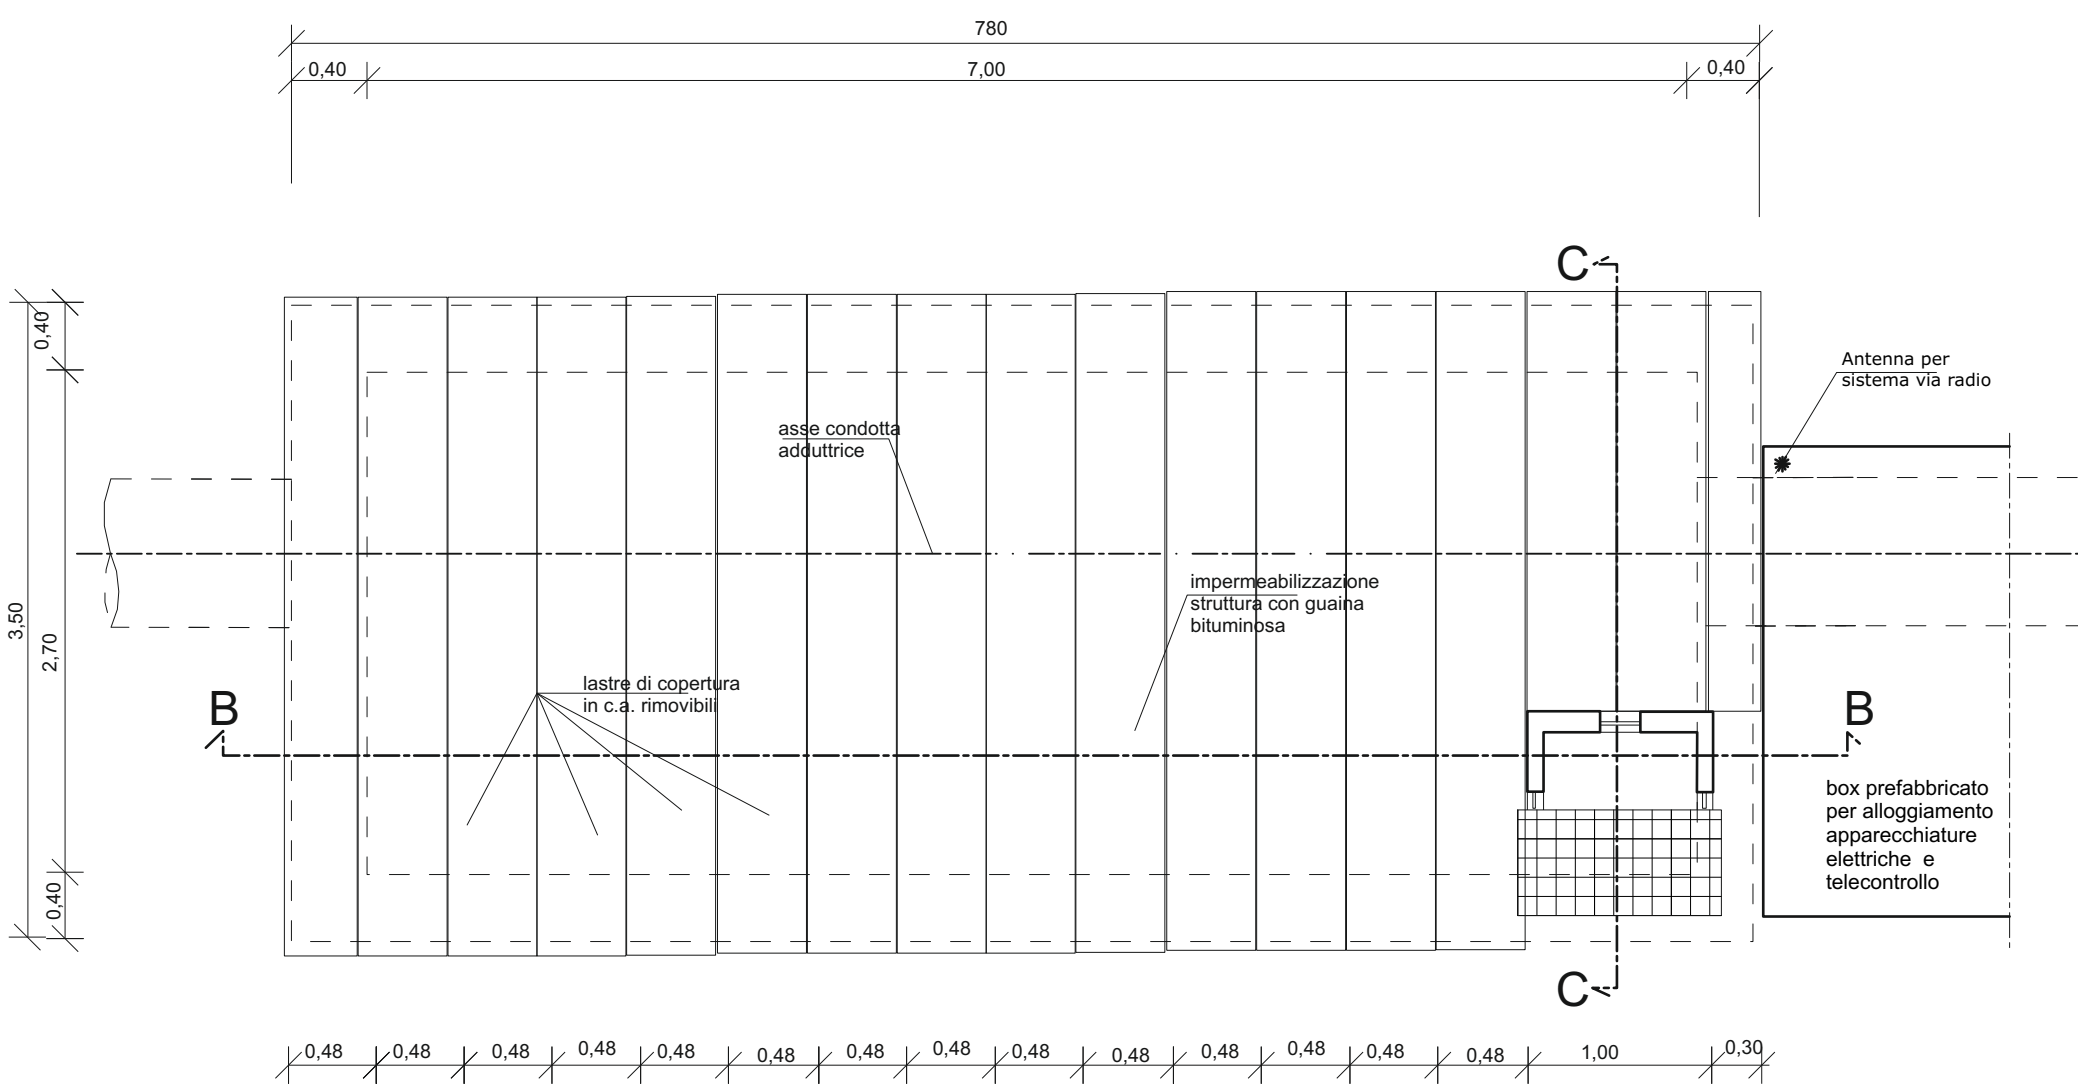 780
0,40
7,00
0,40
C
0,40
Antenna per
sistema via radio
asse condotta
adduttrice
impermeabilizzazione
struttura con guaina
bituminosa
3,50
2,70
lastre di copertura
in c.a. rimovibili
B
B
box prefabbricato
per alloggiamento
apparecchiature
elettriche e
telecontrollo
0,40
C
0,48 0,48 0,48 0,48 0,48 0,48 0,48 0,48 0,48 0,48 0,48 0,48 0,48 0,48 1,00 0,30